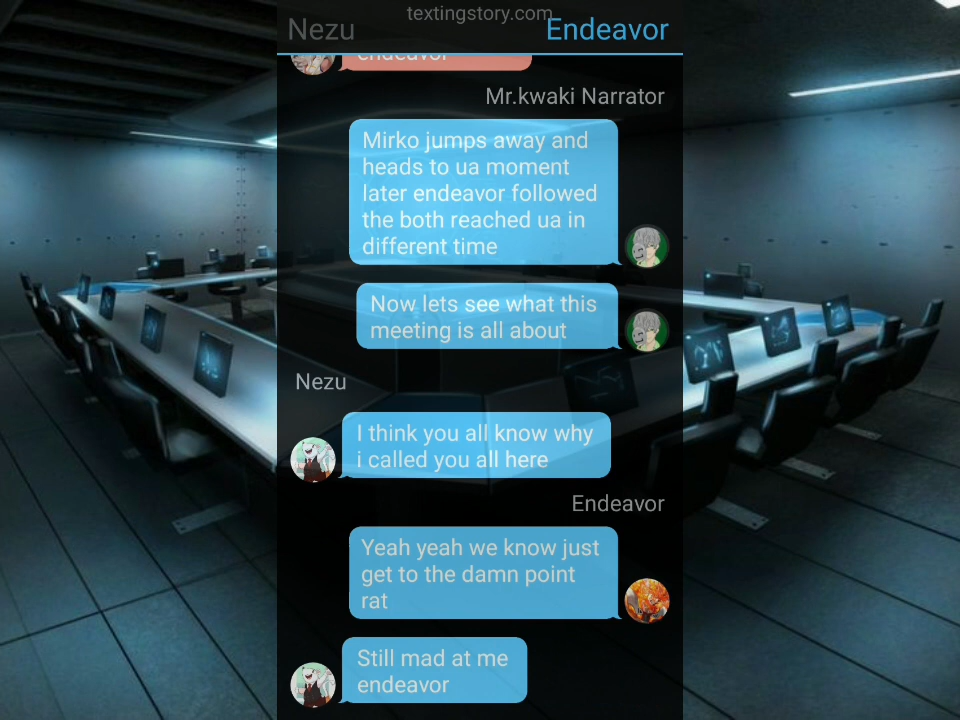 textingstory.com
Nezu
Endeavor
endeavor
Mr.kwaki Narrator
Mirko jumps away and
heads to ua moment
later endeavor followed
the both reached ua in
different time
Now lets see what this
meeting is all about
Nezu
I think you all know why
i called you all here
Endeavor
Yeah yeah we know just
get to the damn point
rat
Still mad at me
endeavor